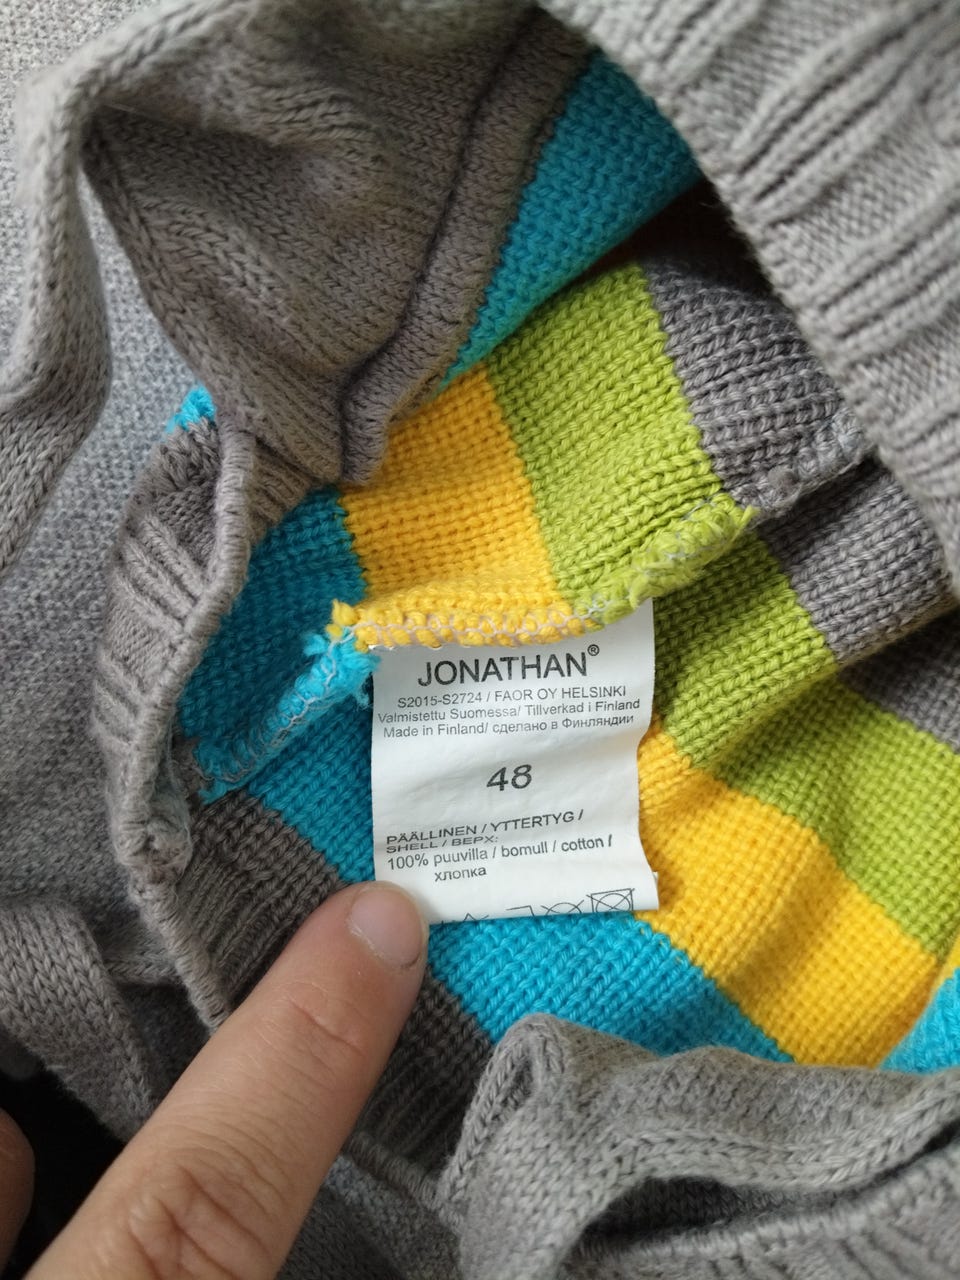 JONATHAN®
S2015-S2724 / FAOR OY HELSINKI
Valmistettu Suomessa/ Tillverkad i Finland
Made in Finland/ сделано в Финляндии
48
PÄÄLLINEN / YTTERTYG /
SHELL / ВЕРХ:
100% puuvilla / bomull / cotton /
хлопка